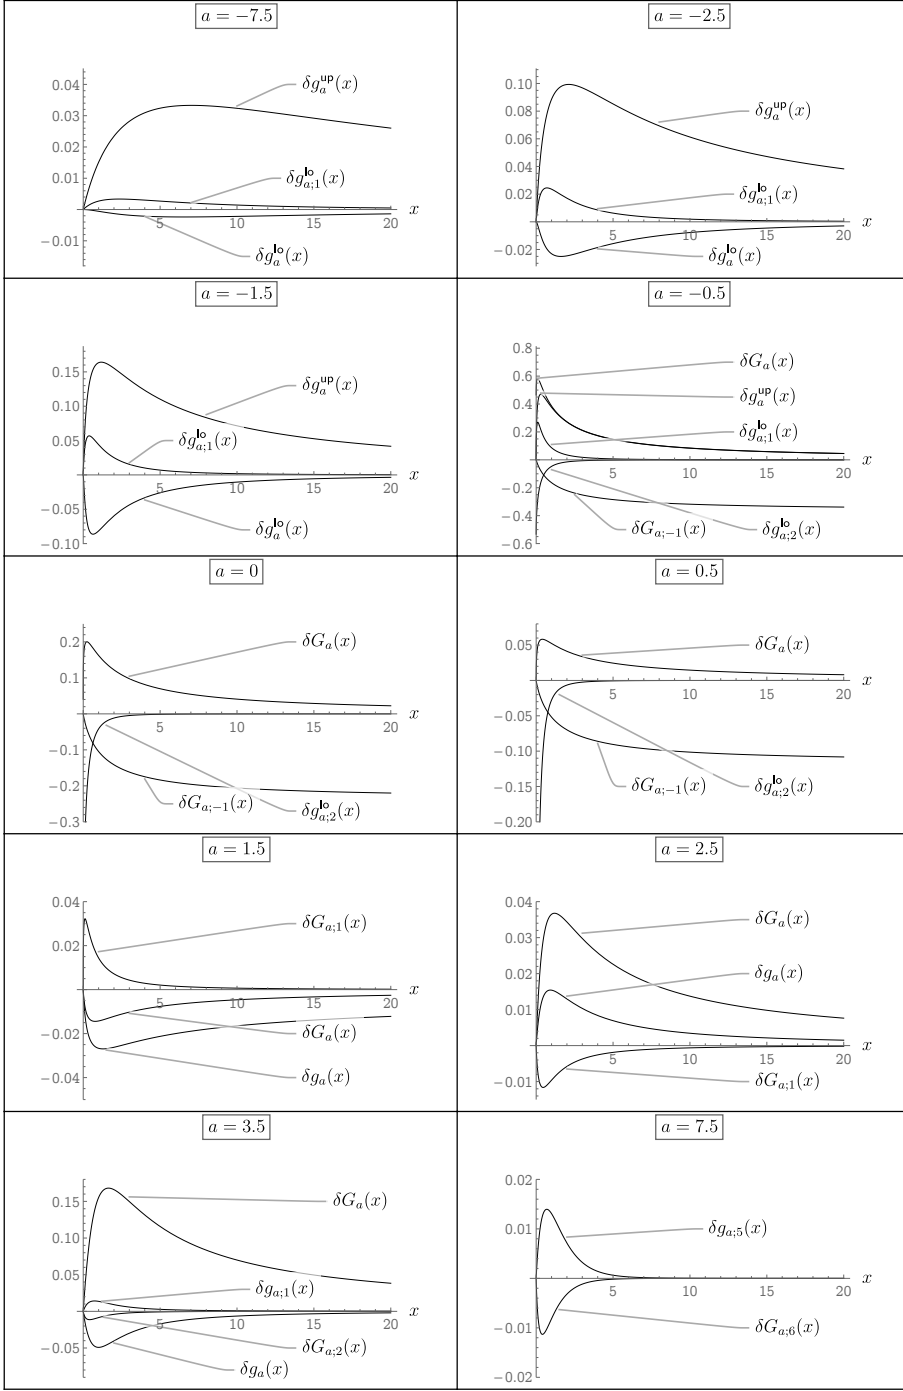 a = −7.5
0.04
δg_a^up(x)
0.03
0.01
δg_{a;1}^lo(x)
x
5 10 15 20
−0.01
δg_a^lo(x)
a = −2.5
0.10
0.08
δg_a^up(x)
0.06
0.04
0.02
δg_{a;1}^lo(x)
x
5 10 15 20
−0.02
δg_a^lo(x)
a = −1.5
0.15
δg_a^up(x)
0.10
0.05
δg_{a;1}^lo(x)
x
5 10 15 20
−0.05
δg_a^lo(x)
−0.10
a = −0.5
0.8
δG_a(x)
0.6
δg_a^up(x)
0.4
0.2
δg_{a;1}^lo(x)
x
5 10 15 20
−0.2
−0.4
δG_{a;−1}(x) δg_{a;2}^lo(x)
−0.6
a = 0
0.2
δG_a(x)
0.1
x
5 10 15 20
−0.1
−0.2
δG_{a;−1}(x) δg_{a;2}^lo(x)
−0.3
a = 0.5
0.05
δG_a(x)
x
5 10 15 20
−0.05
−0.10
−0.15
δG_{a;−1}(x) δg_{a;2}^lo(x)
−0.20
a = 1.5
0.04
δG_{a;1}(x)
0.02
x
5 10 15 20
−0.02
δG_a(x)
−0.04
δg_a(x)
a = 2.5
0.04
δG_a(x)
0.03
0.02
δg_a(x)
0.01
x
5 10 15 20
−0.01
δG_{a;1}(x)
a = 3.5
0.15
δG_a(x)
0.10
0.05
δg_{a;1}(x)
x
5 10 15 20
−0.05
δG_{a;2}(x)
δg_a(x)
a = 7.5
0.02
0.01
δg_{a;5}(x)
x
5 10 15 20
−0.01
δG_{a;6}(x)
−0.02